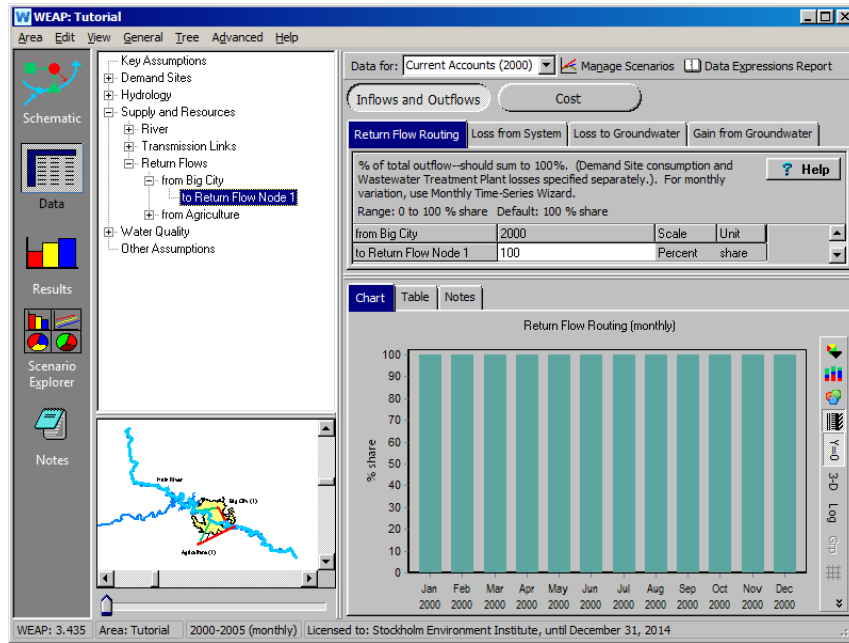 WEAP: Tutorial
Area Edit View General Tree Advanced Help
Schematic
Data
Results
Scenario
Explorer
Notes
Key Assumptions
Demand Sites
Hydrology
Supply and Resources
River
Transmission Links
Return Flows
from Big City
to Return Flow Node 1
from Agriculture
Water Quality
Other Assumptions
Main River
Big City (1)
Agriculture (1)
Data for: Current Accounts (2000) Manage Scenarios Data Expressions Report
Inflows and Outflows Cost
Return Flow Routing Loss from System Loss to Groundwater Gain from Groundwater
% of total outflow--should sum to 100%. (Demand Site consumption and
Wastewater Treatment Plant losses specified separately.). For monthly
variation, use Monthly Time-Series Wizard.
Range: 0 to 100 % share Default: 100 % share
? Help
from Big City 2000 Scale Unit
to Return Flow Node 1 100 Percent share
Chart Table Notes
Return Flow Routing (monthly)
% share
100
90
80
70
60
50
40
30
20
10
0
Jan Feb Mar Apr May Jun Jul Aug Sep Oct Nov Dec
2000 2000 2000 2000 2000 2000 2000 2000 2000 2000 2000 2000
Y=0
3-D
Log
Grp
WEAP: 3.435 Area: Tutorial 2000-2005 (monthly) Licensed to: Stockholm Environment Institute, until December 31, 2014